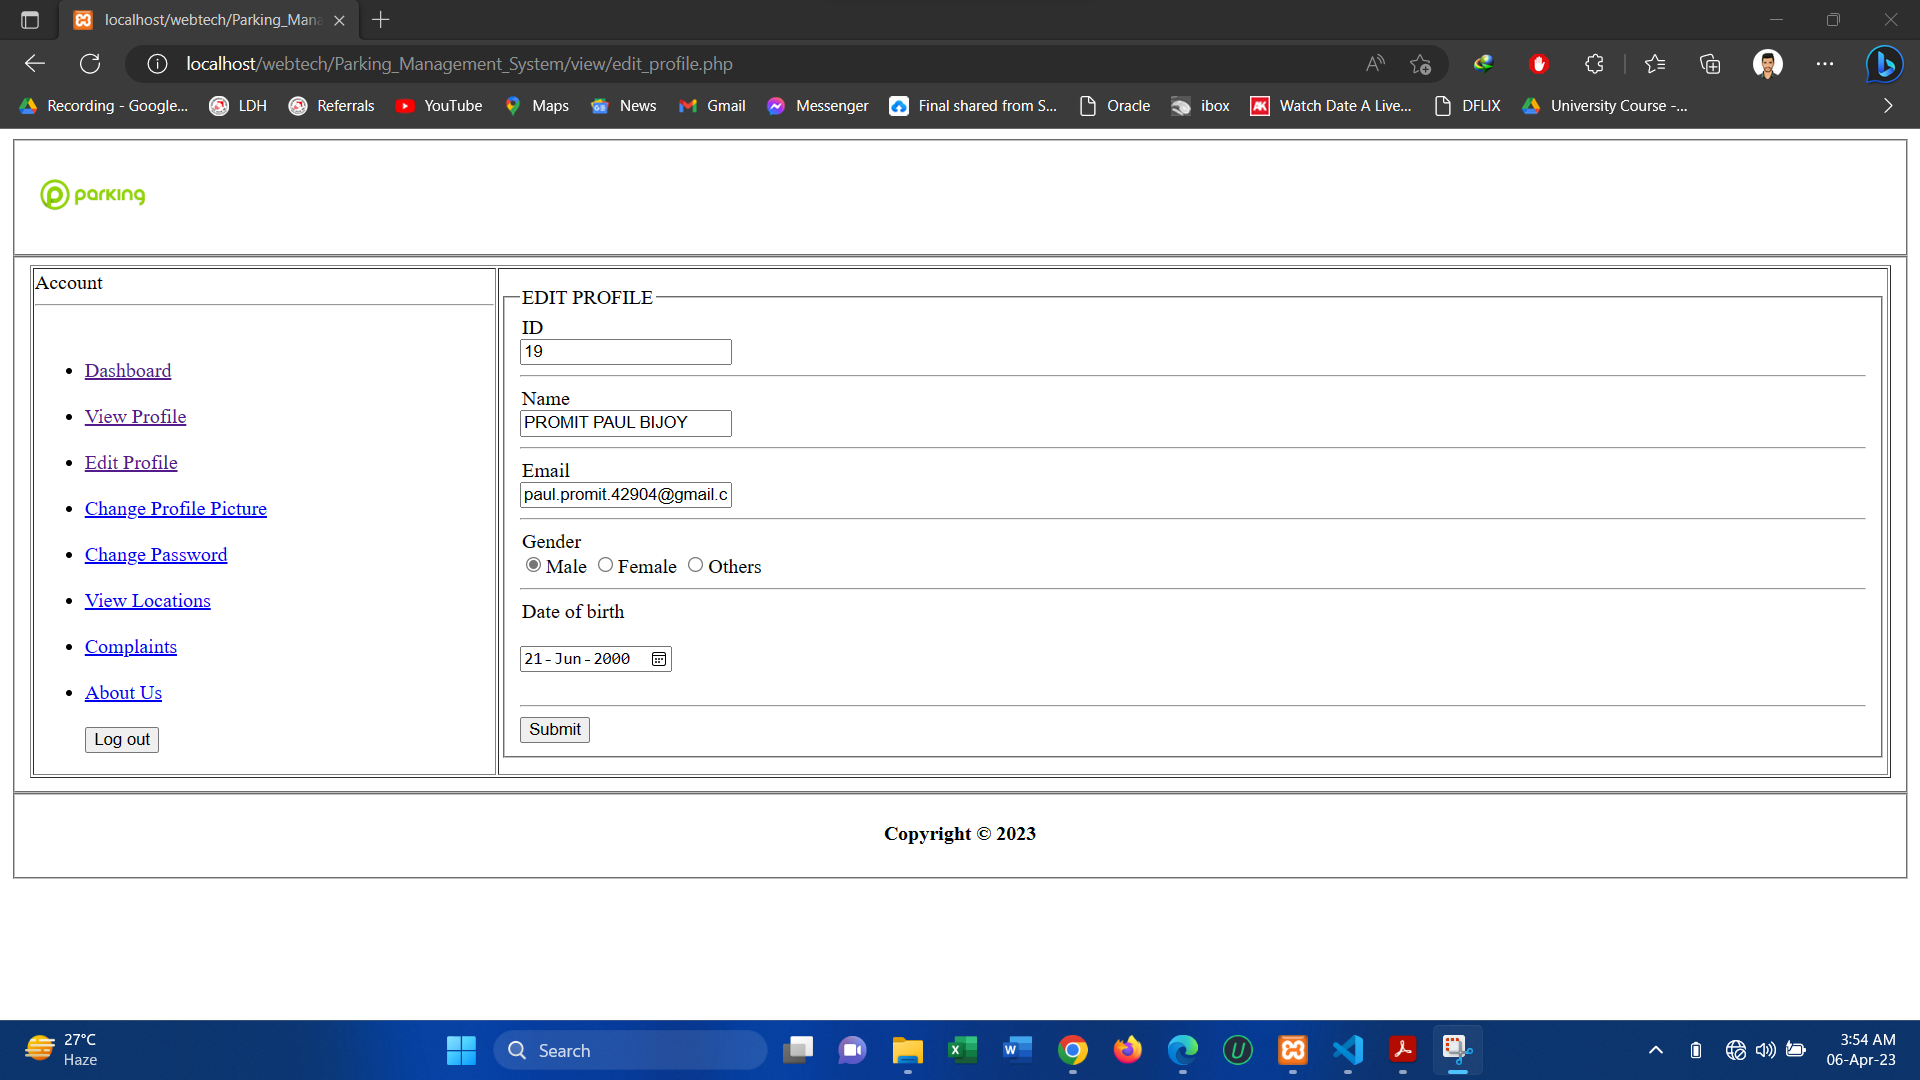 localhost/webtech/Parking_Mana
localhost/webtech/Parking_Management_System/view/edit_profile.php
Recording - Google... LDH Referrals YouTube Maps News Gmail Messenger Final shared from S... Oracle ibox Watch Date A Live... DFLIX University Course -...
parking
Account
Dashboard
View Profile
Edit Profile
Change Profile Picture
Change Password
View Locations
Complaints
About Us
Log out
EDIT PROFILE
ID
19
Name
PROMIT PAUL BIJOY
Email
paul.promit.42904@gmail.c
Gender
Male Female Others
Date of birth
21-Jun-2000
Submit
Copyright © 2023
27°C
Haze
Search
3:54 AM
06-Apr-23